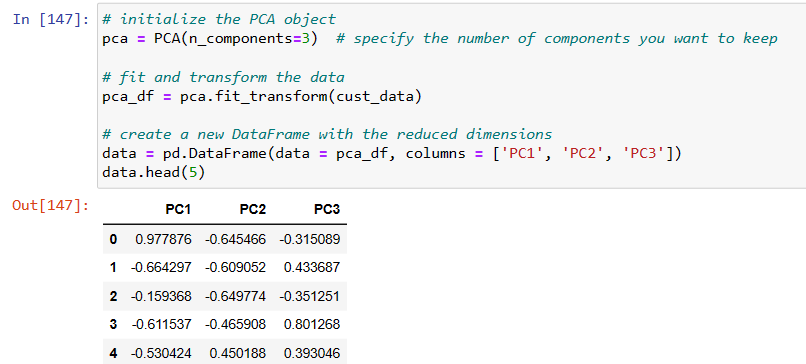 In [147]: # initialize the PCA object
pca = PCA(n_components=3)  # specify the number of components you want to keep
# fit and transform the data
pca_df = pca.fit_transform(cust_data)
# create a new DataFrame with the reduced dimensions
data = pd.DataFrame(data = pca_df, columns = ['PC1', 'PC2', 'PC3'])
data.head(5)
Out[147]:
PC1 PC2 PC3
0 0.977876 -0.645466 -0.315089
1 -0.664297 -0.609052 0.433687
2 -0.159368 -0.649774 -0.351251
3 -0.611537 -0.465908 0.801268
4 -0.530424 0.450188 0.393046